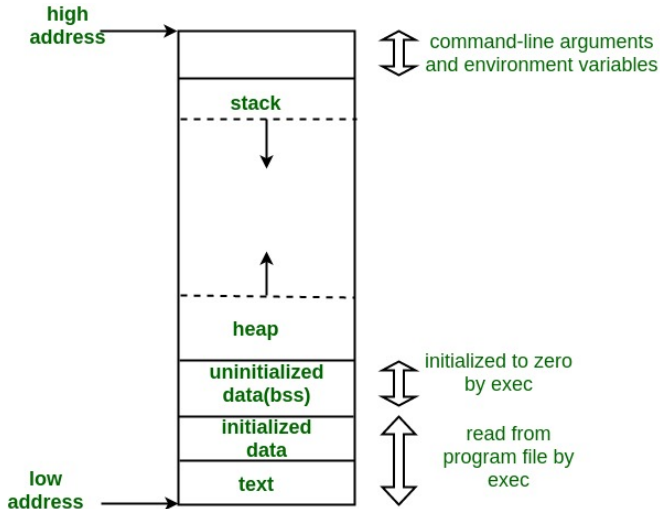 high
address
command-line arguments
and environment variables
stack
heap
uninitialized
data(bss)
initialized to zero
by exec
initialized
data
read from
program file by
exec
low
address
text